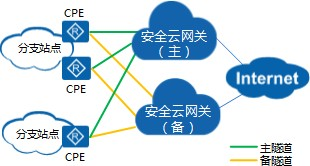 CPE
分支站点
R
CPE
R
分支站点
R
CPE
安全云网关
（主）
安全云网关
（备）
Internet
主隧道
备隧道